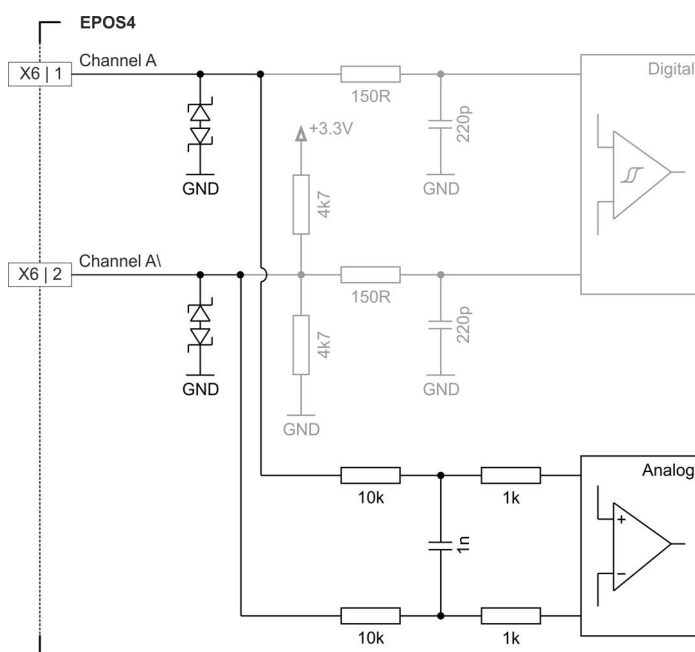 EPOS4
X6 | 1
Channel A
Digital
150R
220p
+3.3V
GND
GND
4k7
X6 | 2
Channel A\
150R
220p
4k7
GND
GND
GND
Analog
10k
1k
+
1n
−
10k
1k